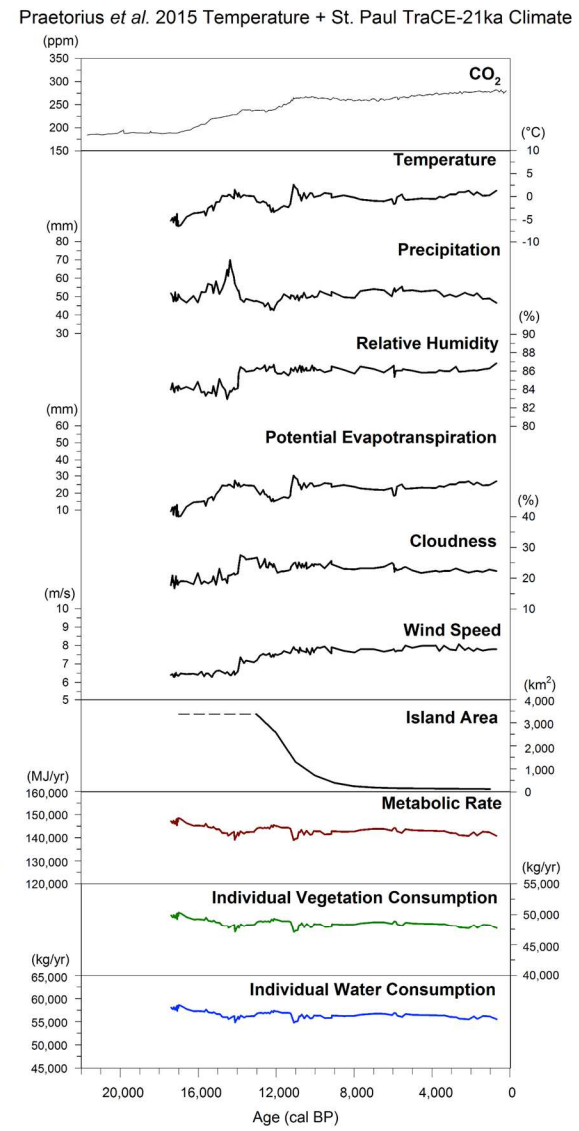 Praetorius et al. 2015 Temperature + St. Paul TraCE-21ka Climate
(ppm)
350
300
250
200
150
CO2
(°C)
10
5
0
-5
-10
Temperature
(mm)
80
70
60
50
40
30
Precipitation
(%)
90
88
86
84
82
80
Relative Humidity
(mm)
60
50
40
30
20
10
Potential Evapotranspiration
(%)
40
30
20
10
Cloudness
(m/s)
10
9
8
7
6
5
Wind Speed
(km2)
4,000
3,000
2,000
1,000
0
Island Area
(MJ/yr)
160,000
150,000
140,000
130,000
120,000
Metabolic Rate
(kg/yr)
55,000
50,000
45,000
40,000
Individual Vegetation Consumption
(kg/yr)
65,000
60,000
55,000
50,000
45,000
Individual Water Consumption
20,000 16,000 12,000 8,000 4,000 0
Age (cal BP)